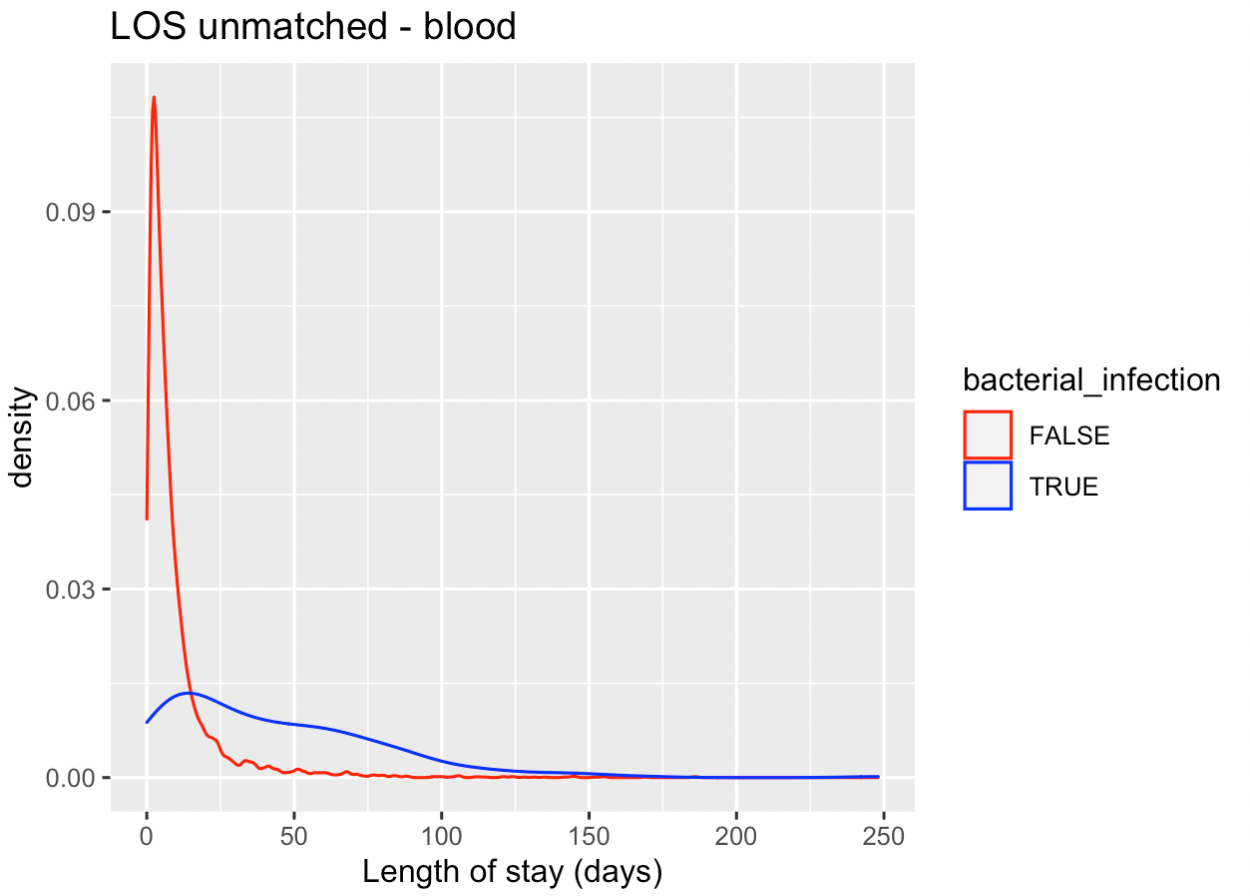 LOS unmatched - blood
density
0.09
0.06
0.03
0.00
0 50 100 150 200 250
Length of stay (days)
bacterial_infection
FALSE
TRUE